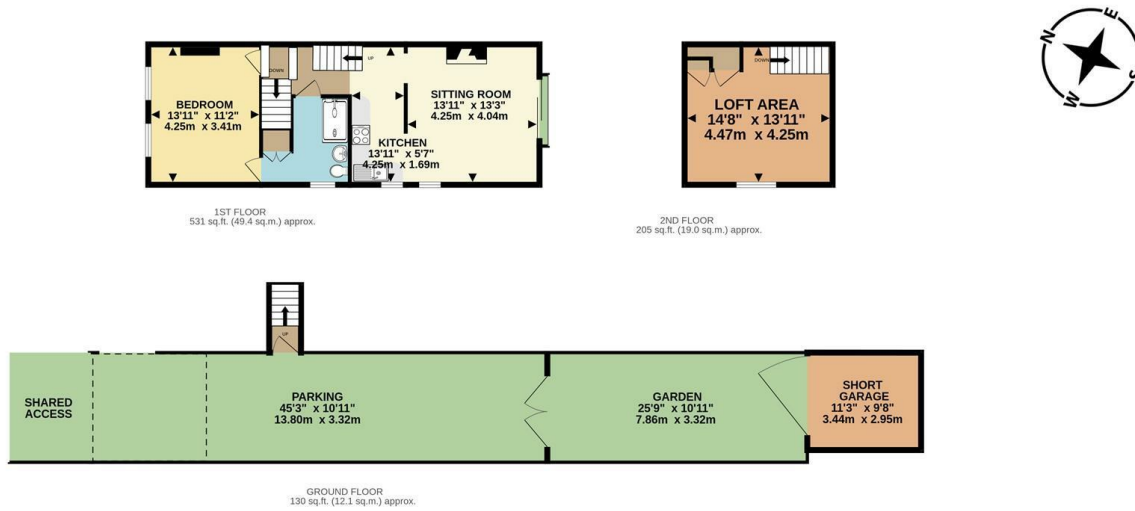 N
E
S
W
BEDROOM
13'11" x 11'2"
4.25m x 3.41m
DOWN
UP
KITCHEN
13'11" x 5'7"
4.25m x 1.69m
SITTING ROOM
13'11" x 13'3"
4.25m x 4.04m
1ST FLOOR
531 sq.ft. (49.4 sq.m.) approx.
DOWN
LOFT AREA
14'8" x 13'11"
4.47m x 4.25m
2ND FLOOR
205 sq.ft. (19.0 sq.m.) approx.
UP
SHARED
ACCESS
PARKING
45'3" x 10'11"
13.80m x 3.32m
GARDEN
25'9" x 10'11"
7.86m x 3.32m
SHORT
GARAGE
11'3" x 9'8"
3.44m x 2.95m
GROUND FLOOR
130 sq.ft. (12.1 sq.m.) approx.